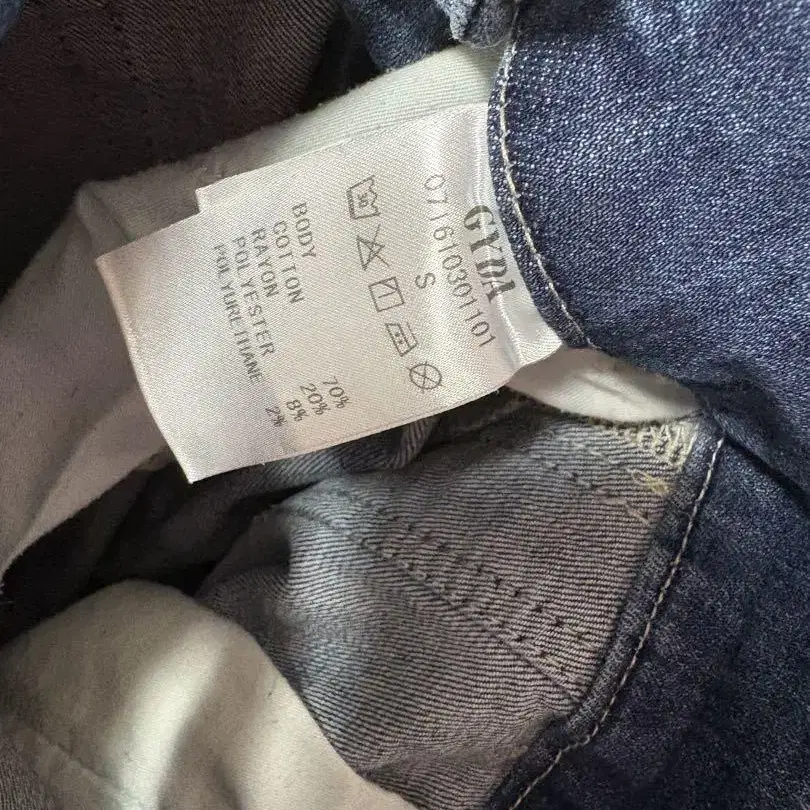 GYDA
071610301101
S
BODY
COTTON 70%
RAYON 20%
POLYESTER 8%
POLYURETHANE 2%